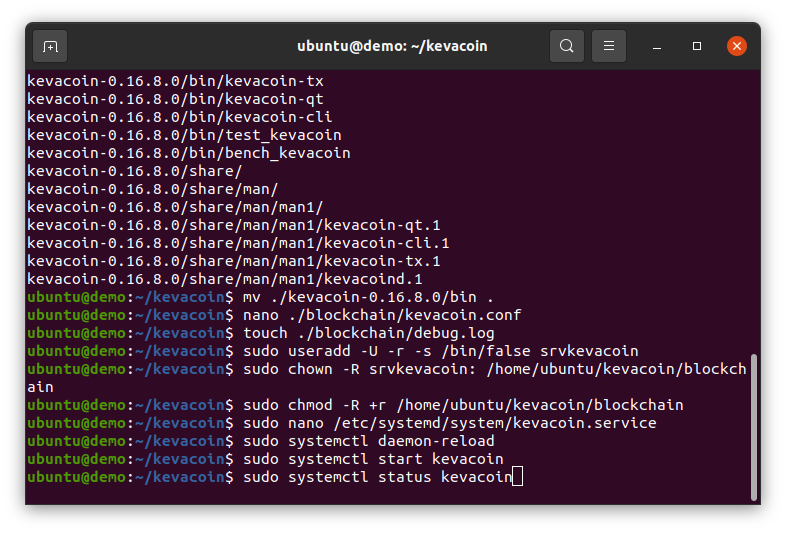 ubuntu@demo: ~/kevacoin
kevacoin-0.16.8.0/bin/kevacoin-tx
kevacoin-0.16.8.0/bin/kevacoin-qt
kevacoin-0.16.8.0/bin/kevacoin-cli
kevacoin-0.16.8.0/bin/test_kevacoin
kevacoin-0.16.8.0/bin/bench_kevacoin
kevacoin-0.16.8.0/share/
kevacoin-0.16.8.0/share/man/
kevacoin-0.16.8.0/share/man/man1/
kevacoin-0.16.8.0/share/man/man1/kevacoin-qt.1
kevacoin-0.16.8.0/share/man/man1/kevacoin-cli.1
kevacoin-0.16.8.0/share/man/man1/kevacoin-tx.1
kevacoin-0.16.8.0/share/man/man1/kevacoind.1
ubuntu@demo:~/kevacoin$ mv ./kevacoin-0.16.8.0/bin .
ubuntu@demo:~/kevacoin$ nano ./blockchain/kevacoin.conf
ubuntu@demo:~/kevacoin$ touch ./blockchain/debug.log
ubuntu@demo:~/kevacoin$ sudo useradd -U -r -s /bin/false srvkevacoin
ubuntu@demo:~/kevacoin$ sudo chown -R srvkevacoin: /home/ubuntu/kevacoin/blockch
ain
ubuntu@demo:~/kevacoin$ sudo chmod -R +r /home/ubuntu/kevacoin/blockchain
ubuntu@demo:~/kevacoin$ sudo nano /etc/systemd/system/kevacoin.service
ubuntu@demo:~/kevacoin$ sudo systemctl daemon-reload
ubuntu@demo:~/kevacoin$ sudo systemctl start kevacoin
ubuntu@demo:~/kevacoin$ sudo systemctl status kevacoin